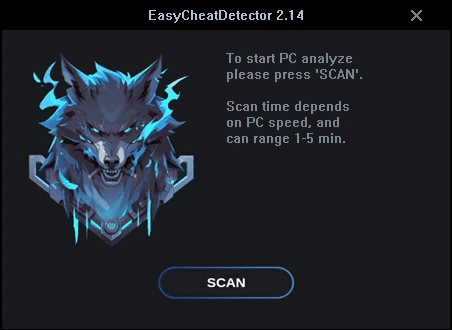 EasyCheatDetector 2.14
To start PC analyze
please press 'SCAN'.
Scan time depends
on PC speed, and
can range 1-5 min.
SCAN